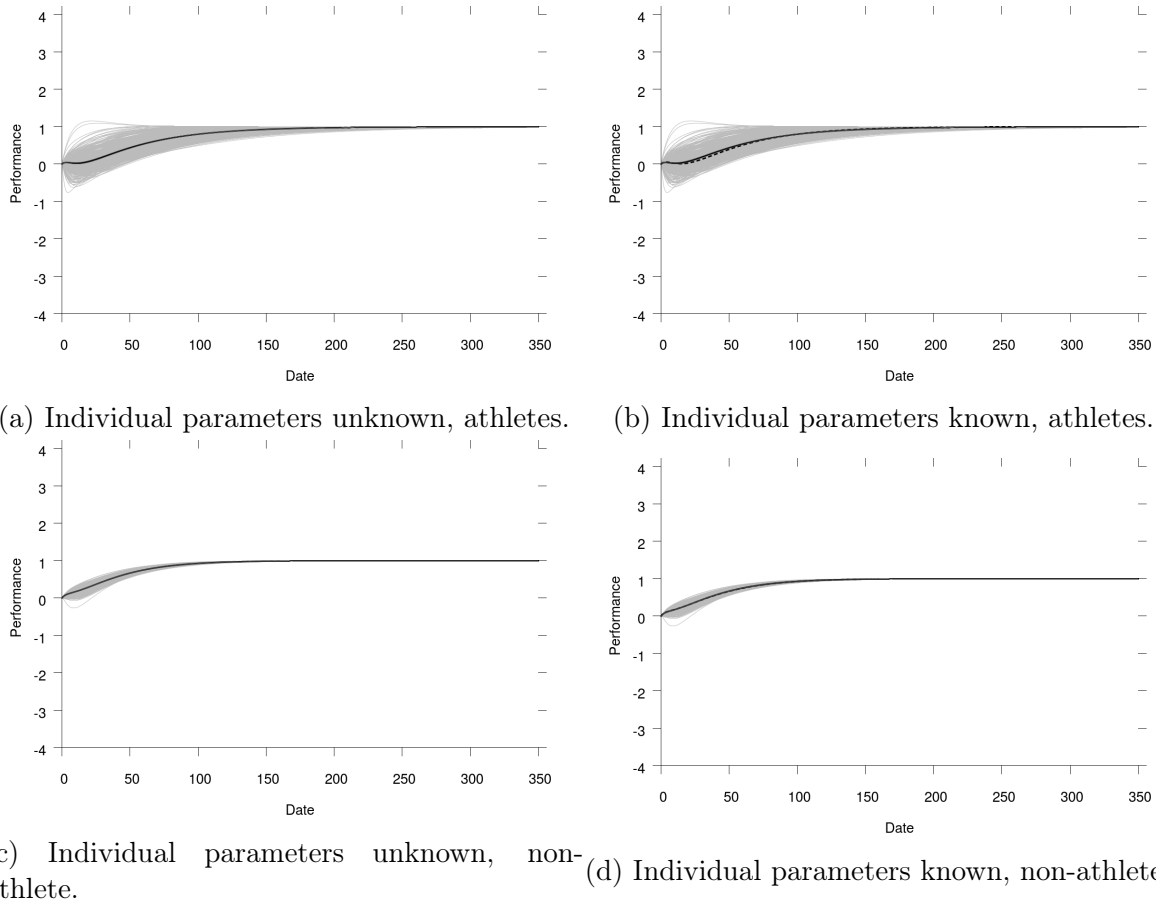 4
3
2
1
0
-1
-2
-3
-4
Performance
0 50 100 150 200 250 300 350
Date
(a) Individual parameters unknown, athletes.
4
3
2
1
0
-1
-2
-3
-4
Performance
0 50 100 150 200 250 300 350
Date
(b) Individual parameters known, athletes.
4
3
2
1
0
-1
-2
-3
-4
Performance
0 50 100 150 200 250 300 350
Date
c) Individual parameters unknown, non-
thlete.
4
3
2
1
0
-1
-2
-3
-4
Performance
0 50 100 150 200 250 300 350
Date
(d) Individual parameters known, non-athlete